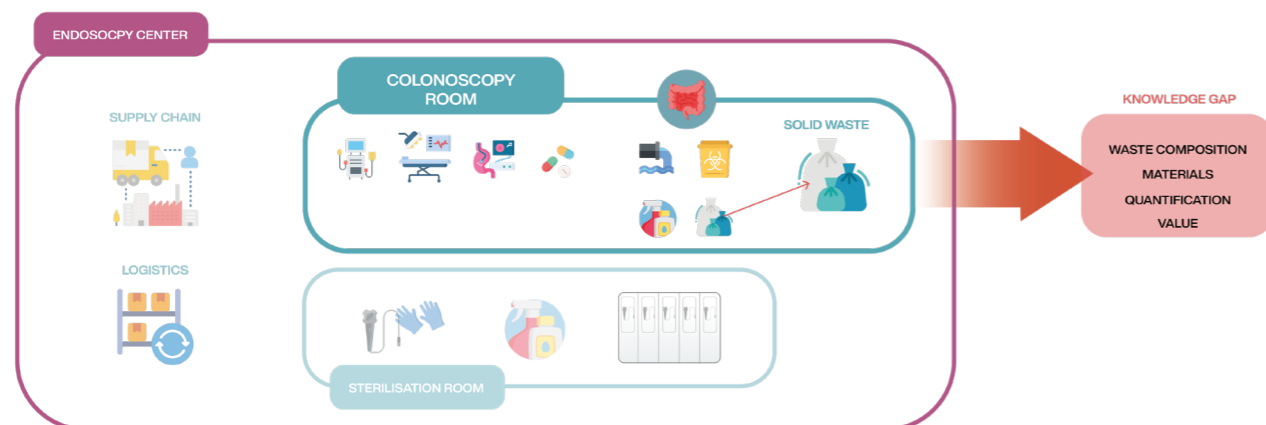 ENDOSOCPY CENTER
COLONOSCOPY
ROOM
SUPPLY CHAIN
SOLID WASTE
KNOWLEDGE GAP
WASTE COMPOSITION
MATERIALS
QUANTIFICATION
VALUE
LOGISTICS
STERILISATION ROOM